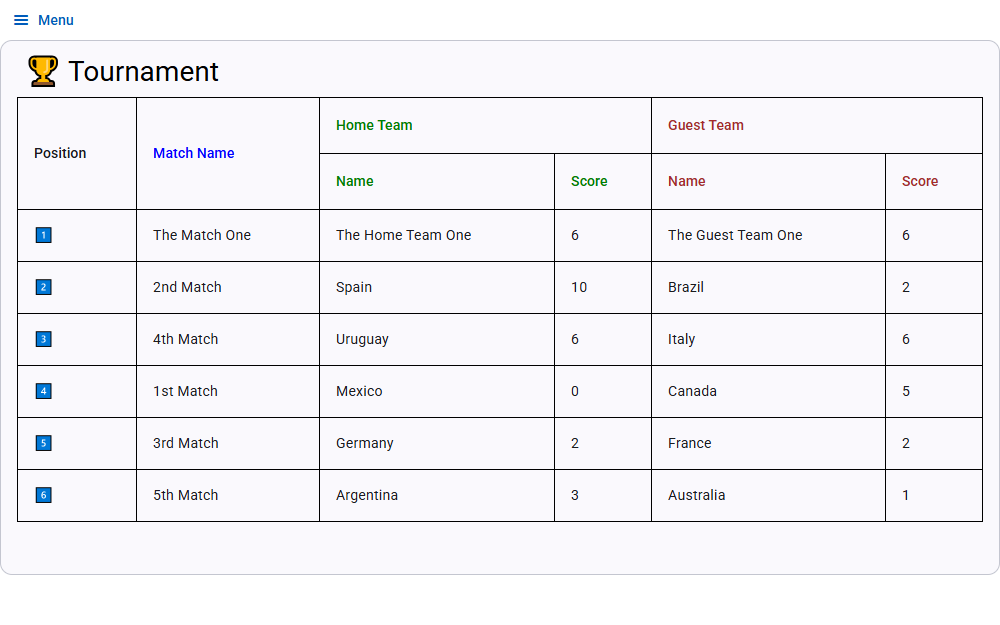 Menu
Tournament
Position Match Name Home Team Guest Team
Name Score Name Score
1 The Match One The Home Team One 6 The Guest Team One 6
2 2nd Match Spain 10 Brazil 2
3 4th Match Uruguay 6 Italy 6
4 1st Match Mexico 0 Canada 5
5 3rd Match Germany 2 France 2
6 5th Match Argentina 3 Australia 1